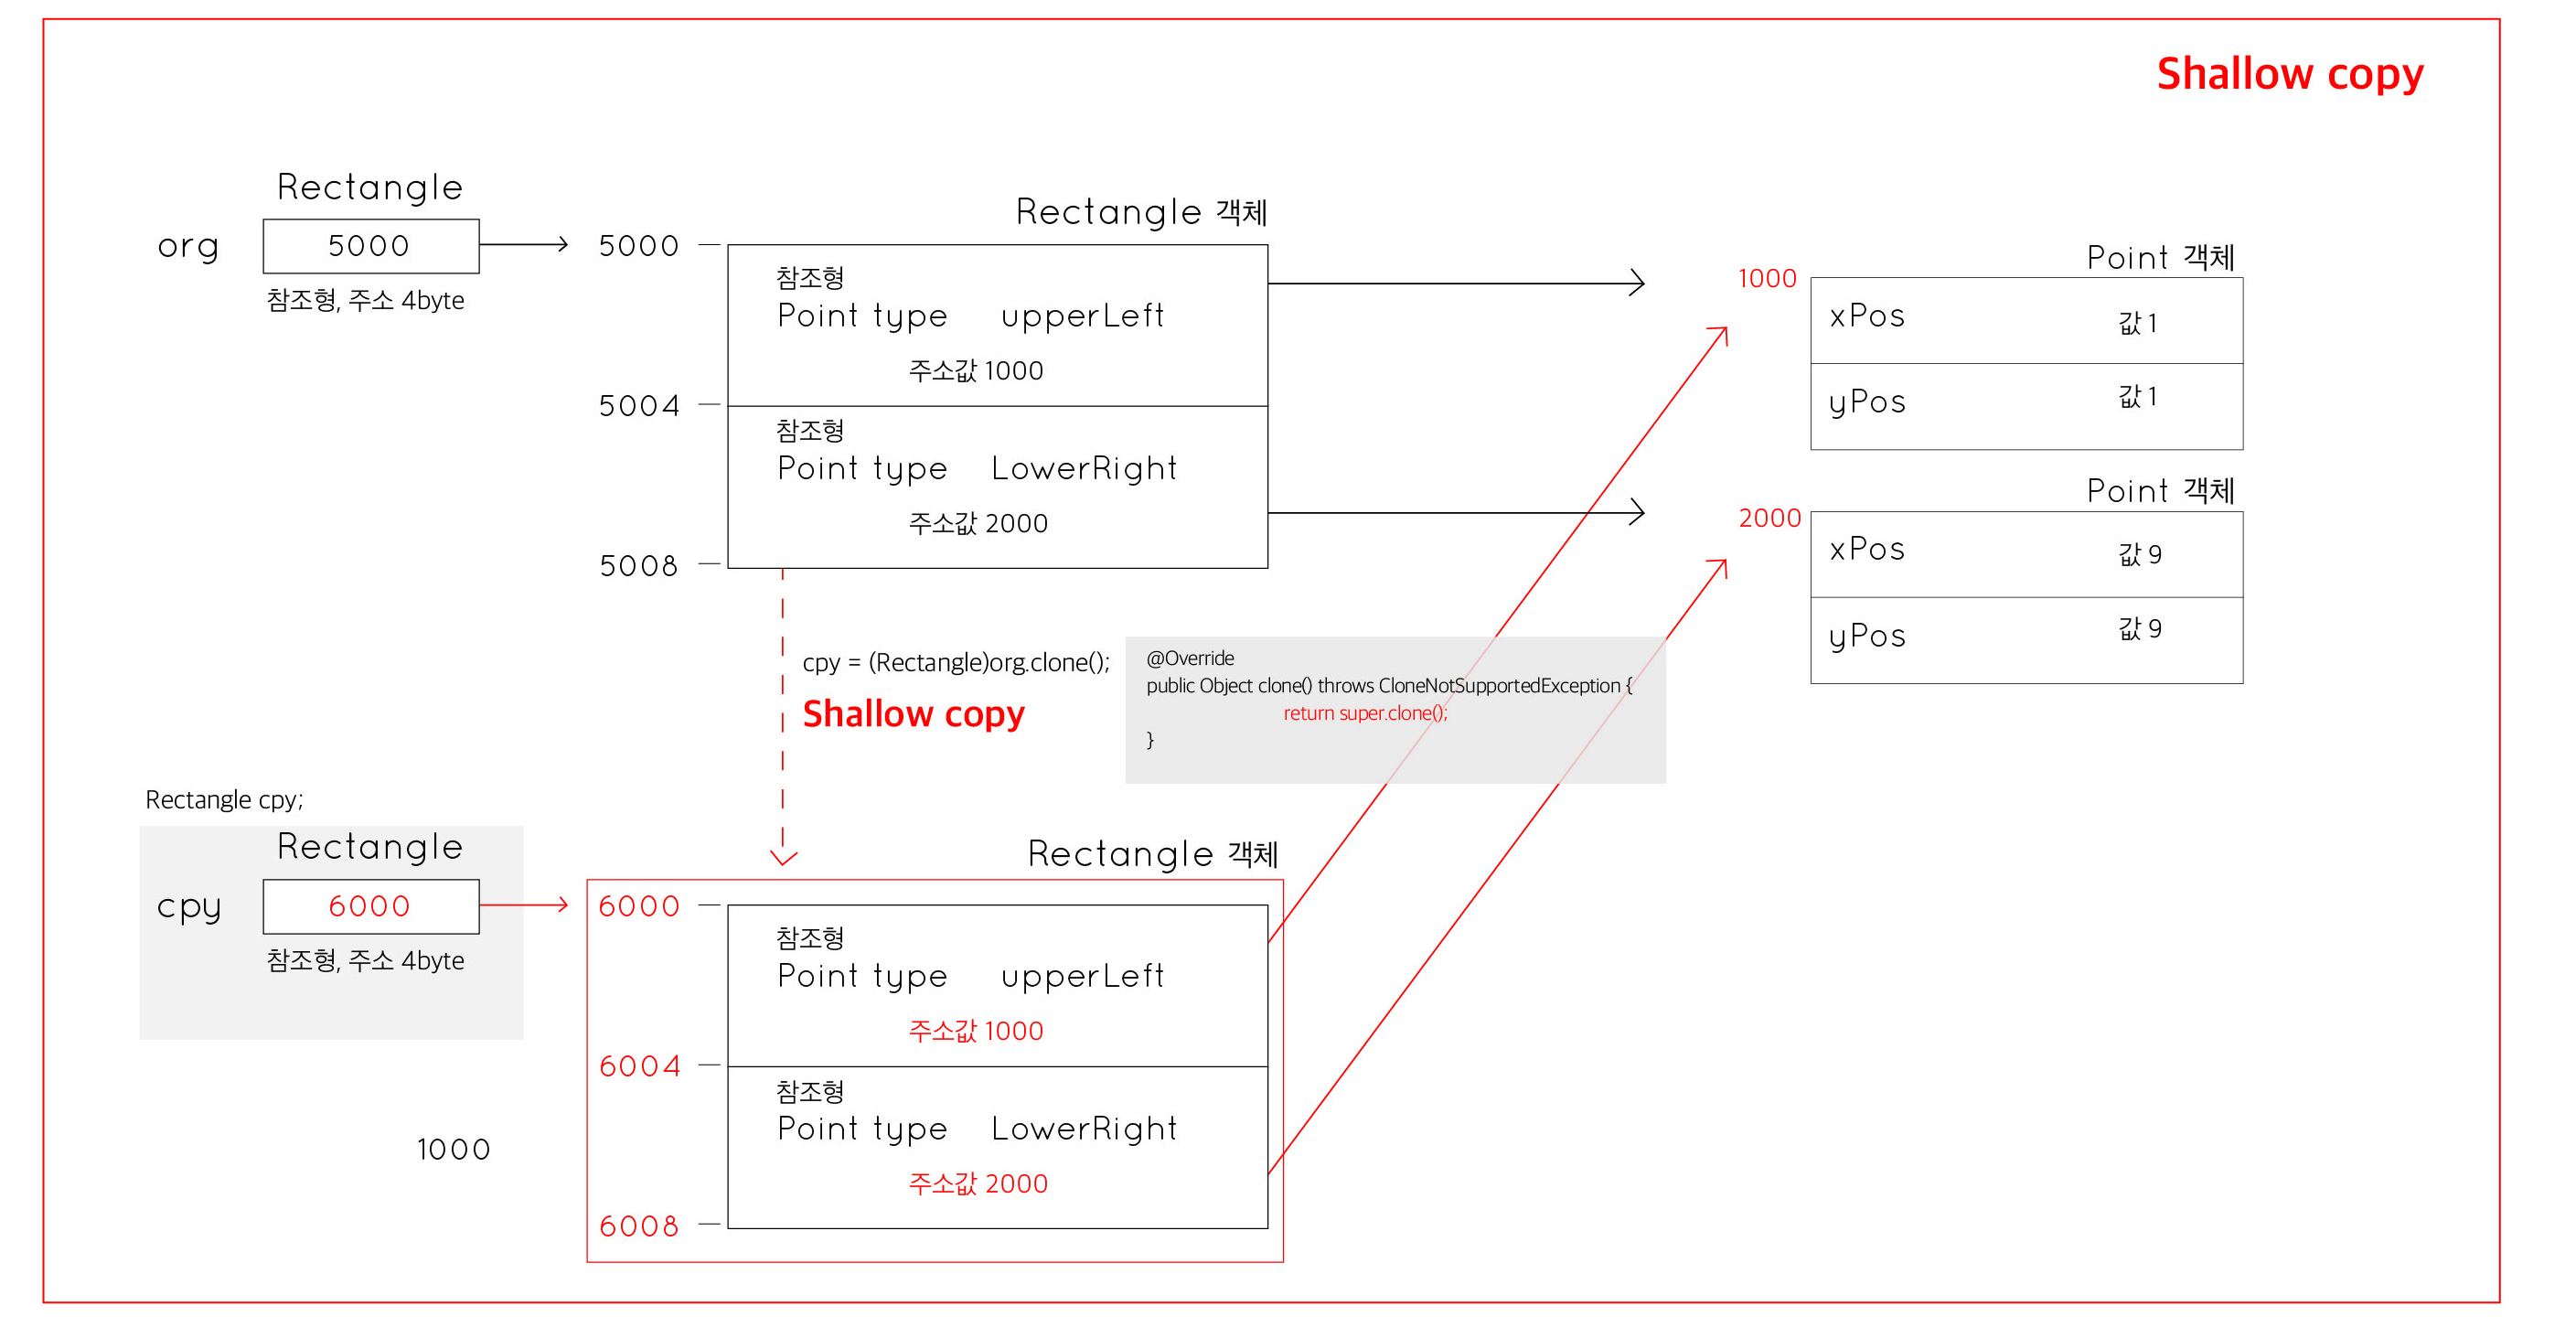 Shallow copy
Rectangle
org
5000
참조형, 주소 4byte
Rectangle 객체
5000
참조형
Point type upperLeft
주소값 1000
5004
참조형
Point type LowerRight
주소값 2000
5008
Point 객체
1000
xPos 값 1
yPos 값 1
Point 객체
2000
xPos 값 9
yPos 값 9
cpy = (Rectangle)org.clone();
Shallow copy
@Override
public Object clone() throws CloneNotSupportedException {
return super.clone();
}
Rectangle cpy;
Rectangle
cpy
6000
참조형, 주소 4byte
Rectangle 객체
6000
참조형
Point type upperLeft
주소값 1000
6004
참조형
Point type LowerRight
주소값 2000
6008
1000